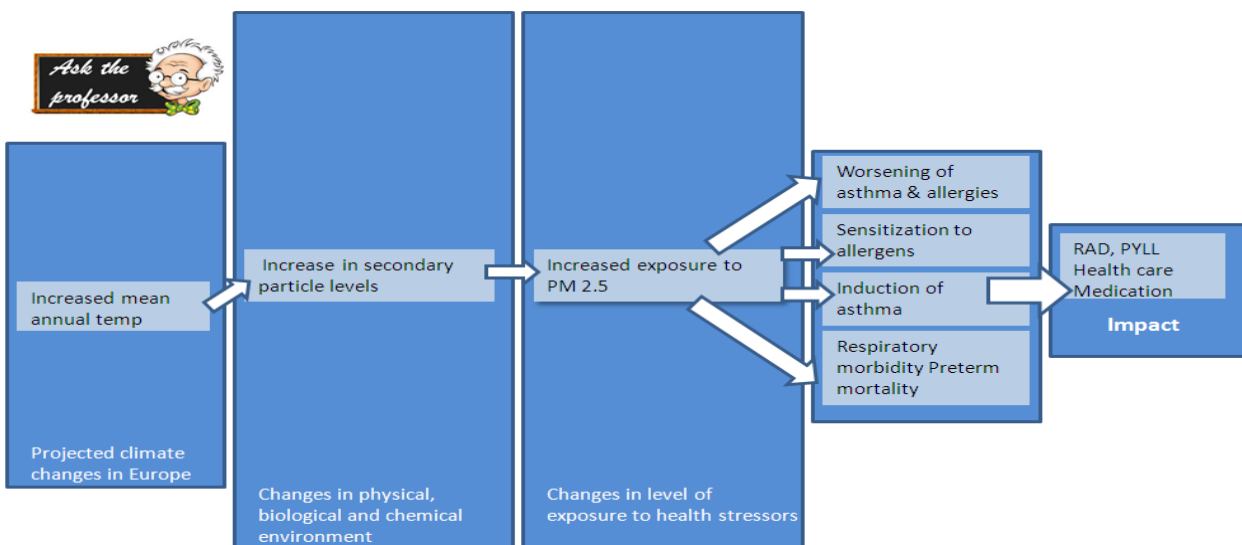 Ask the
professor
Increased mean
annual temp
Projected climate
changes in Europe
Increase in secondary
particle levels
Changes in physical,
biological and chemical
environment
Increased exposure to
PM 2.5
Changes in level of
exposure to health stressors
Worsening of
asthma & allergies
Sensitization to
allergens
Induction of
asthma
Respiratory
morbidity Preterm
mortality
RAD, PYLL
Health care
Medication
Impact